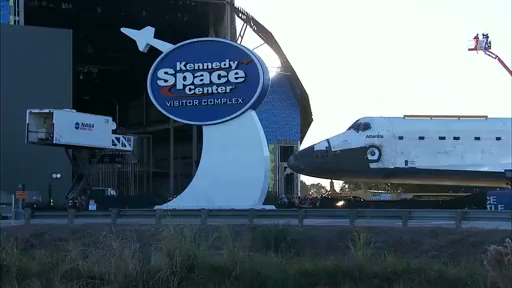 Kennedy
Space
Center
VISITOR COMPLEX
NASA
Atlantis